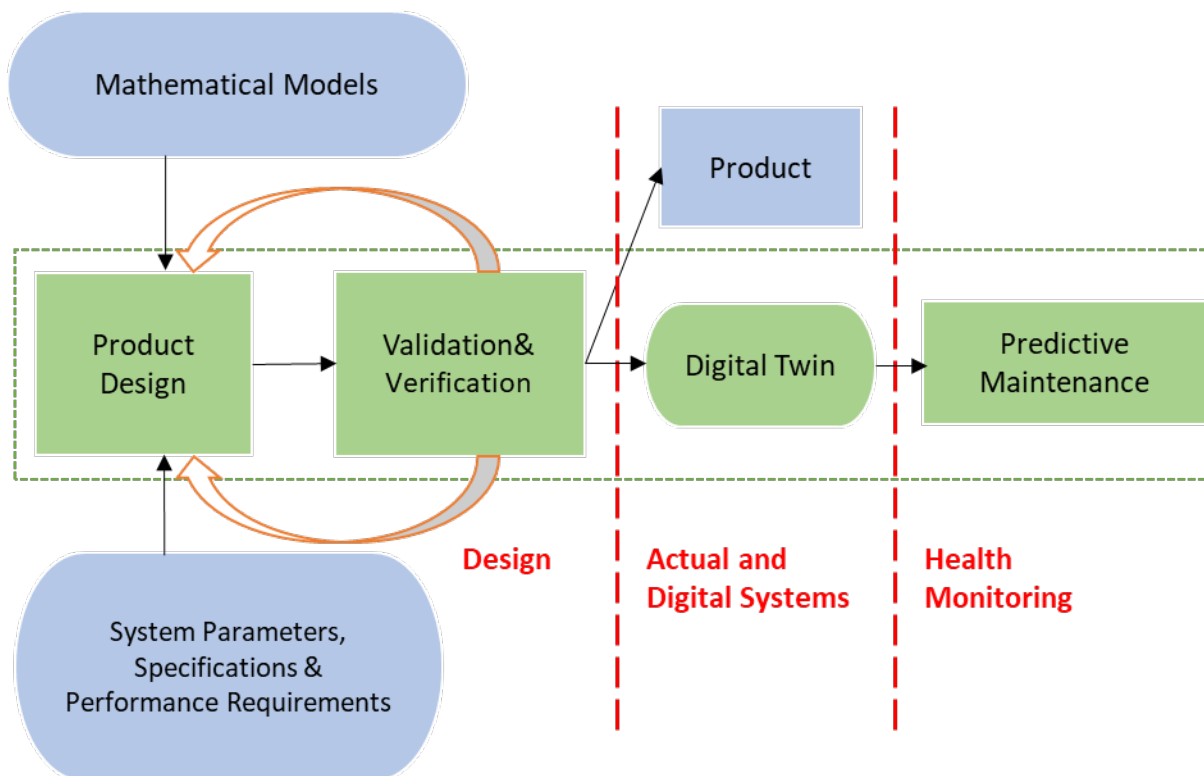 Mathematical Models
Product
Product
Design
Validation&
Verification
Digital Twin
Predictive
Maintenance
Design
Actual and
Digital Systems
Health
Monitoring
System Parameters,
Specifications &
Performance Requirements